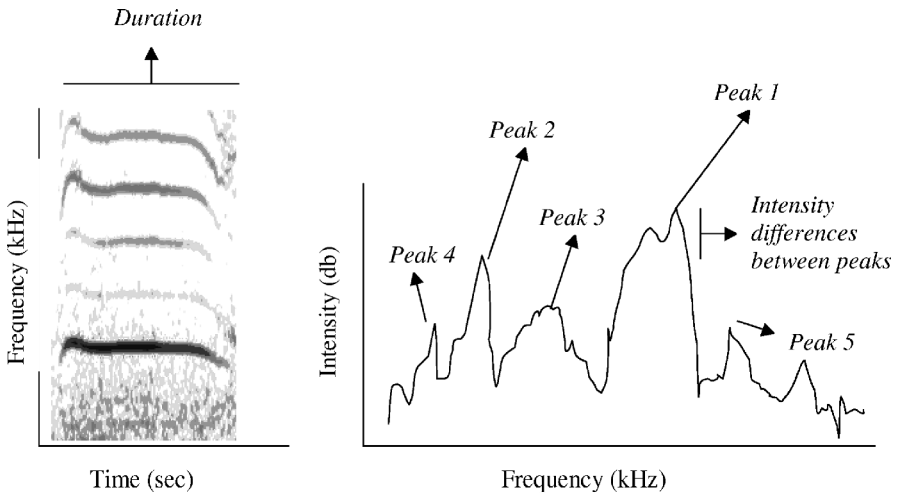 Duration
Frequency (kHz)
Time (sec)
Peak 1
Peak 2
Peak 3
Peak 4
Intensity
differences
between peaks
Peak 5
Intensity (db)
Frequency (kHz)